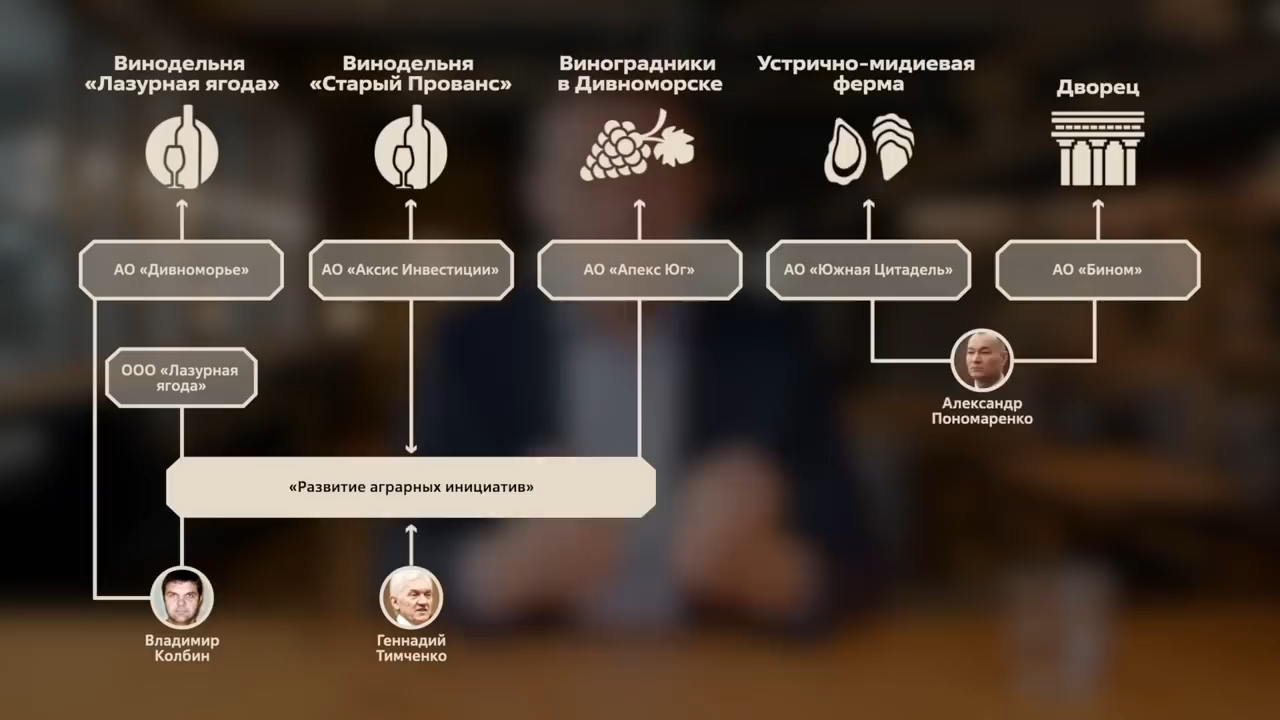 Винодельня
«Лазурная ягода»
Винодельня
«Старый Прованс»
Виноградники
в Дивноморске
Устрично-мидиевая
ферма
Дворец
АО «Дивноморье»
АО «Аксис Инвестиции»
АО «Апекс Юг»
АО «Южная Цитадель»
АО «Бином»
ООО «Лазурная
ягода»
Александр
Пономаренко
«Развитие аграрных инициатив»
Владимир
Колбин
Геннадий
Тимченко